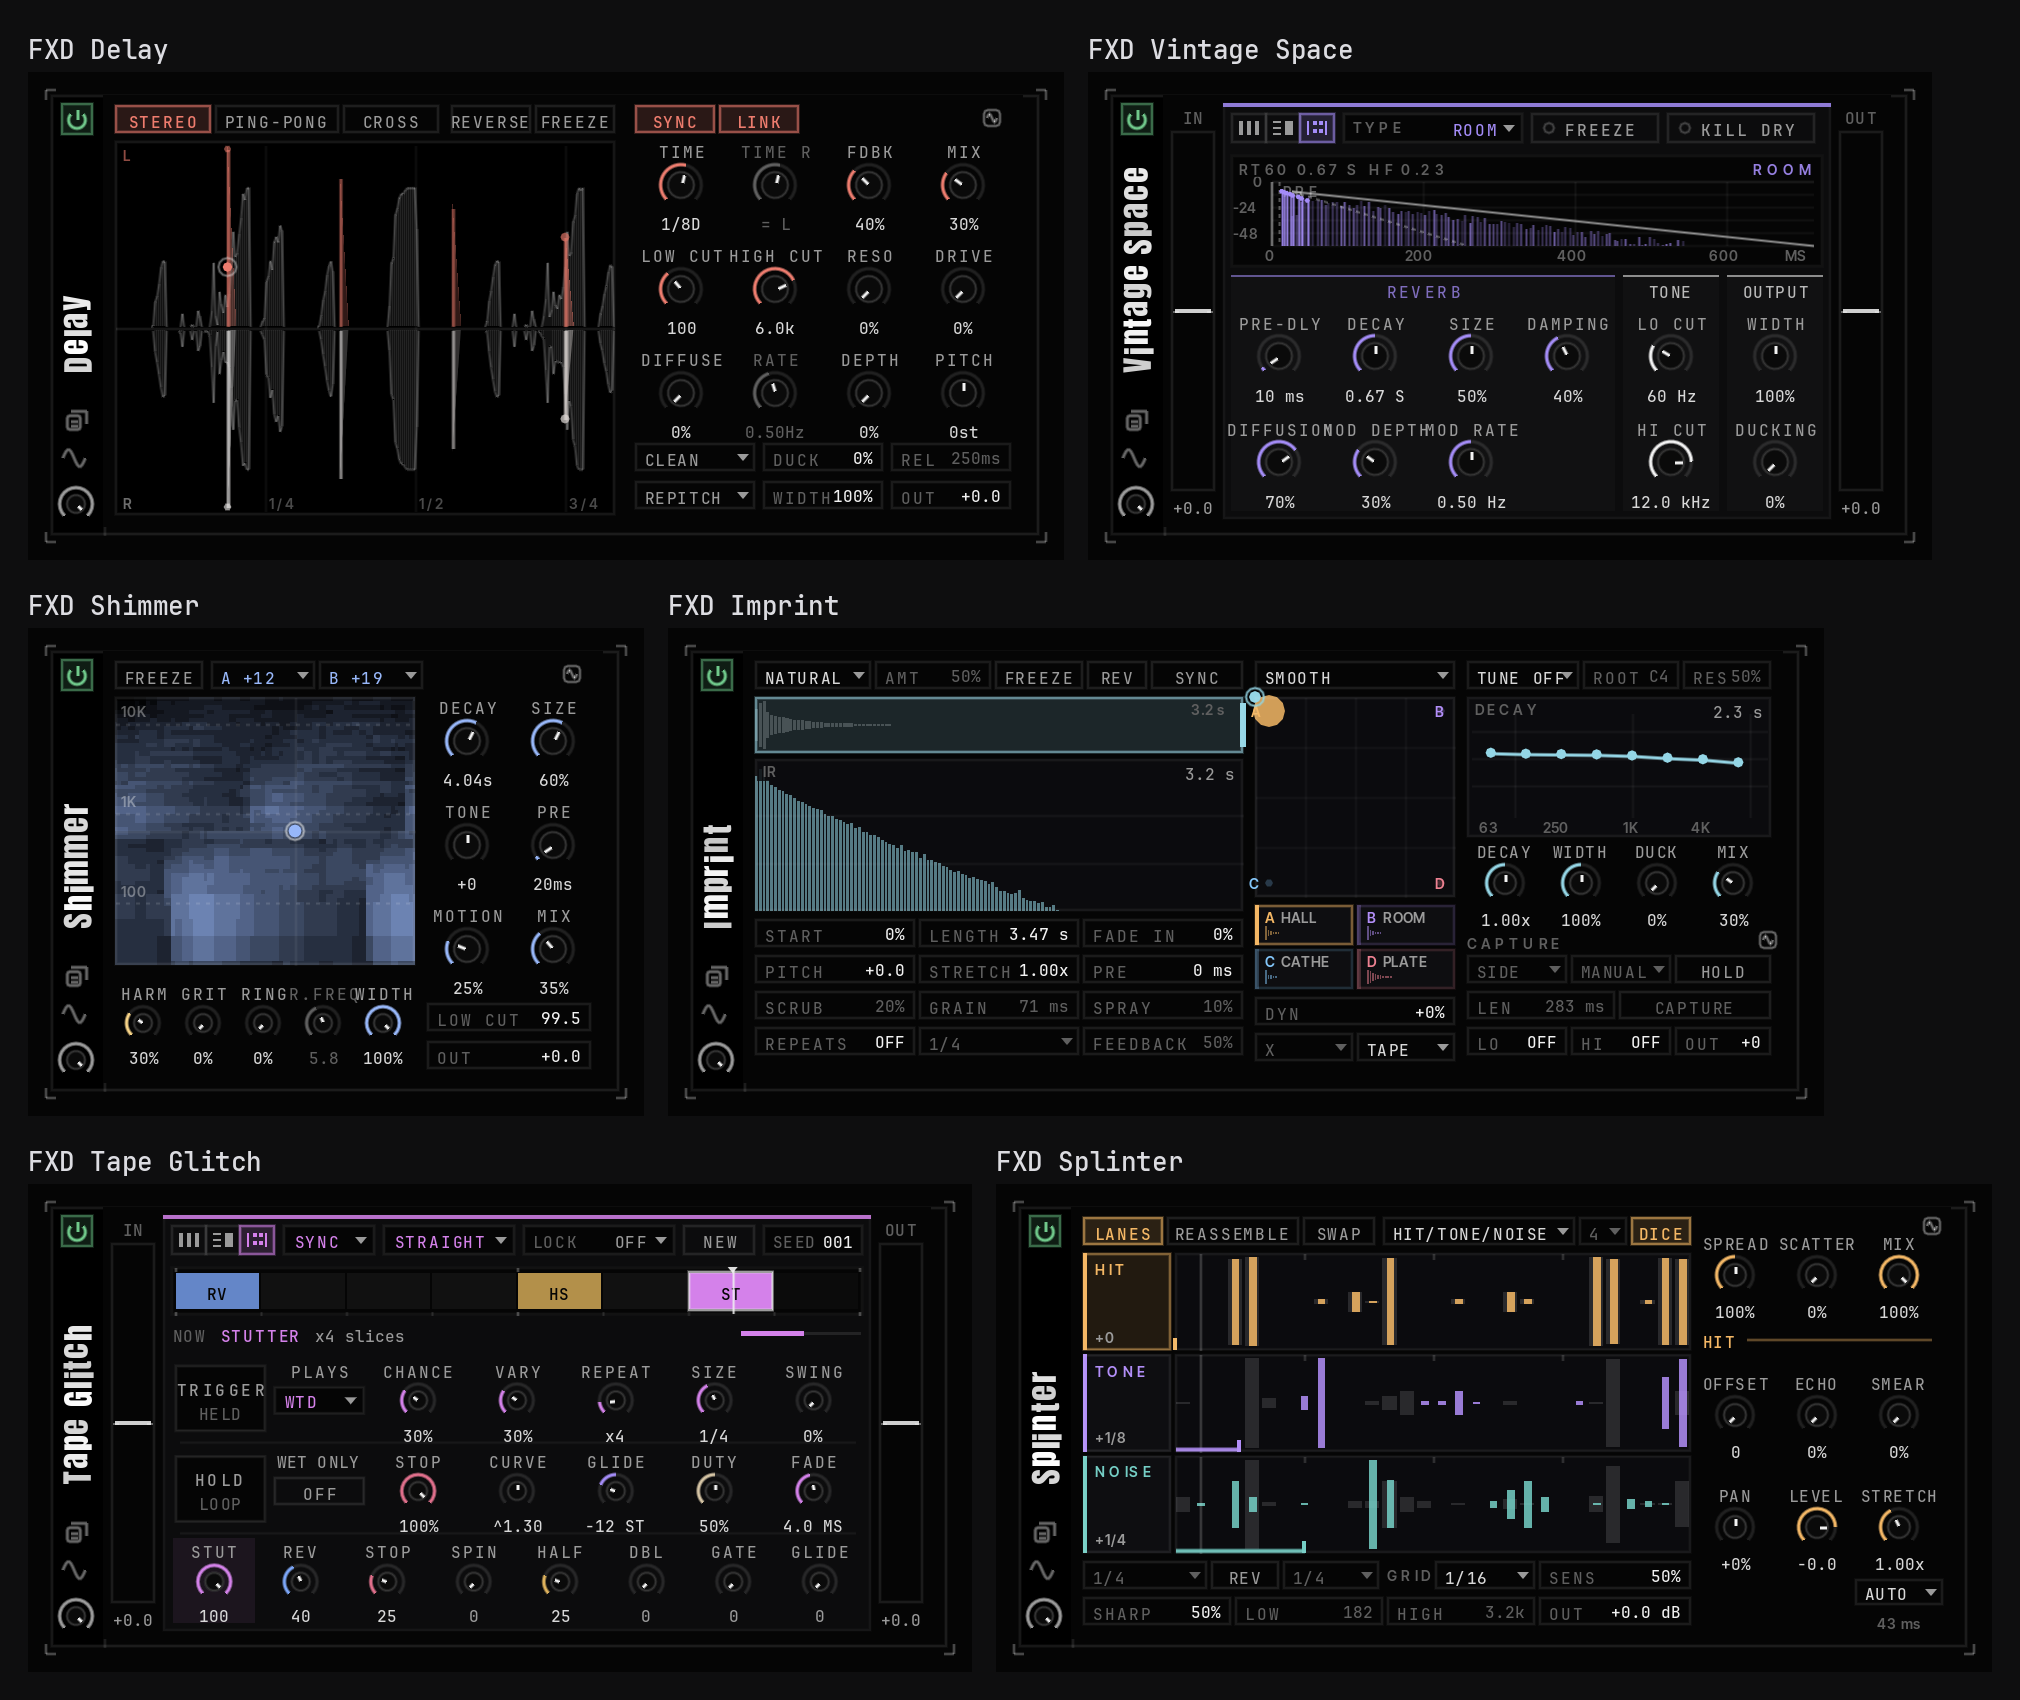 FXD Delay
STEREO PING-PONG CROSS REVERSE FREEZE SYNC LINK
L
TIME TIME R FDBK MIX
1/8D = L 40% 30%
LOW CUT HIGH CUT RESO DRIVE
100 6.0k 0% 0%
DIFFUSE RATE DEPTH PITCH
0% 0.50Hz 0% 0st
CLEAN DUCK 0% REL 250ms
REPITCH WIDTH 100% OUT +0.0
R 1/4 1/2 3/4
Delay
FXD Vintage Space
IN OUT
TYPE ROOM FREEZE KILL DRY
RT60 0.67 S HF 0.23 ROOM
0 PRE
-24
-48
0 200 400 600 MS
REVERB TONE OUTPUT
PRE-DLY DECAY SIZE DAMPING LO CUT WIDTH
10 ms 0.67 S 50% 40% 60 Hz 100%
DIFFUSION MOD DEPTH MOD RATE HI CUT DUCKING
70% 30% 0.50 Hz 12.0 kHz 0%
+0.0 +0.0
Vintage Space
FXD Shimmer
FREEZE A +12 B +19
10K
1K
100
DECAY SIZE
4.04s 60%
TONE PRE
+0 20ms
MOTION MIX
25% 35%
HARM GRIT RING R.FREQ WIDTH
30% 0% 0% 5.8 100%
LOW CUT 99.5
OUT +0.0
Shimmer
FXD Imprint
NATURAL AMT 50% FREEZE REV SYNC SMOOTH TUNE OFF ROOT C4 RES 50%
3.2s
IR 3.2 s
A B
C D
DECAY 2.3 s
63 250 1K 4K
DECAY WIDTH DUCK MIX
1.00x 100% 0% 30%
A HALL B ROOM
C CATHE D PLATE
CAPTURE
START 0% LENGTH 3.47 s FADE IN 0%
PITCH +0.0 STRETCH 1.00x PRE 0 ms
SIDE MANUAL HOLD
SCRUB 20% GRAIN 71 ms SPRAY 10% DYN +0% LEN 283 ms CAPTURE
REPEATS OFF 1/4 FEEDBACK 50% X TAPE LO OFF HI OFF OUT +0
Imprint
FXD Tape Glitch
IN OUT
SYNC STRAIGHT LOCK OFF NEW SEED 001
RV HS ST
NOW STUTTER x4 slices
TRIGGER HELD
PLAYS CHANCE VARY REPEAT SIZE SWING
WTD 30% 30% x4 1/4 0%
HOLD LOOP
WET ONLY STOP CURVE GLIDE DUTY FADE
OFF 100% ^1.30 -12 ST 50% 4.0 MS
STUT REV STOP SPIN HALF DBL GATE GLIDE
100 40 25 0 25 0 0 0
+0.0 +0.0
Tape Glitch
FXD Splinter
LANES REASSEMBLE SWAP HIT/TONE/NOISE 4 DICE
HIT
+0
TONE
+1/8
NOISE
+1/4
SPREAD SCATTER MIX
100% 0% 100%
HIT
OFFSET ECHO SMEAR
0 0% 0%
PAN LEVEL STRETCH
+0% -0.0 1.00x
AUTO
43 ms
1/4 REV 1/4 GRID 1/16 SENS 50%
SHARP 50% LOW 182 HIGH 3.2k OUT +0.0 dB
Splinter